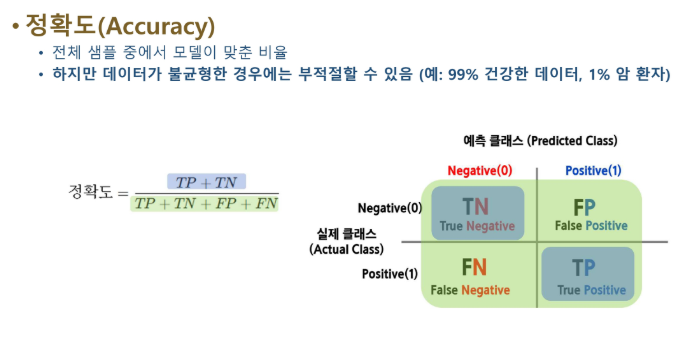 • 정확도(Accuracy)
• 전체 샘플 중에서 모델이 맞춘 비율
• 하지만 데이터가 불균형한 경우에는 부적절할 수 있음 (예: 99% 건강한 데이터, 1% 암 환자)
예측 클래스 (Predicted Class)
Negative(0) Positive(1)
정확도 = TP + TN / TP + TN + FP + FN
실제 클래스
(Actual Class)
Negative(0)
TN
True Negative
FP
False Positive
Positive(1)
FN
False Negative
TP
True Positive